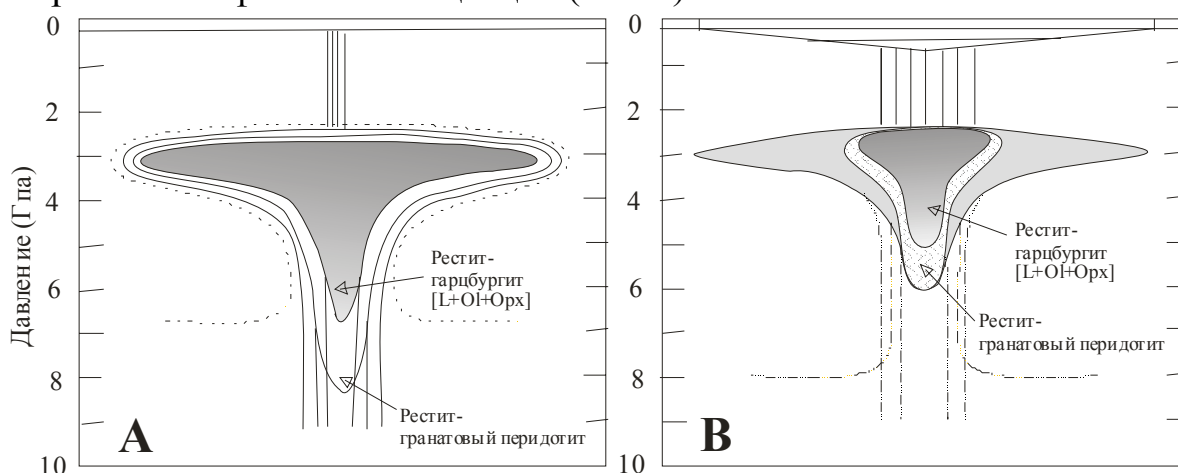 0
2
4
6
8
10
Давление (Г па)
Рестит-
гарцбургит
[L+Ol+Opx]
Рестит-
гранатовый перидотит
A
0
2
4
6
8
10
Рестит-
гарцбургит
[L+Ol+Opx]
Рестит-
гранатовый перидотит
B